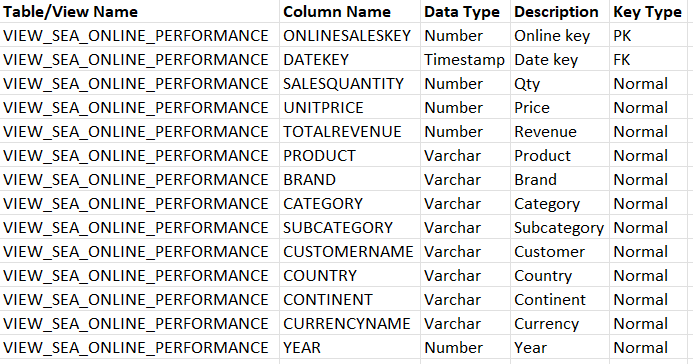 Table/View Name Column Name Data Type Description Key Type
VIEW_SEA_ONLINE_PERFORMANCE ONLINESALESKEY Number Online key PK
VIEW_SEA_ONLINE_PERFORMANCE DATEKEY Timestamp Date key FK
VIEW_SEA_ONLINE_PERFORMANCE SALESQUANTITY Number Qty Normal
VIEW_SEA_ONLINE_PERFORMANCE UNITPRICE Number Price Normal
VIEW_SEA_ONLINE_PERFORMANCE TOTALREVENUE Number Revenue Normal
VIEW_SEA_ONLINE_PERFORMANCE PRODUCT Varchar Product Normal
VIEW_SEA_ONLINE_PERFORMANCE BRAND Varchar Brand Normal
VIEW_SEA_ONLINE_PERFORMANCE CATEGORY Varchar Category Normal
VIEW_SEA_ONLINE_PERFORMANCE SUBCATEGORY Varchar Subcategory Normal
VIEW_SEA_ONLINE_PERFORMANCE CUSTOMERNAME Varchar Customer Normal
VIEW_SEA_ONLINE_PERFORMANCE COUNTRY Varchar Country Normal
VIEW_SEA_ONLINE_PERFORMANCE CONTINENT Varchar Continent Normal
VIEW_SEA_ONLINE_PERFORMANCE CURRENCYNAME Varchar Currency Normal
VIEW_SEA_ONLINE_PERFORMANCE YEAR Number Year Normal